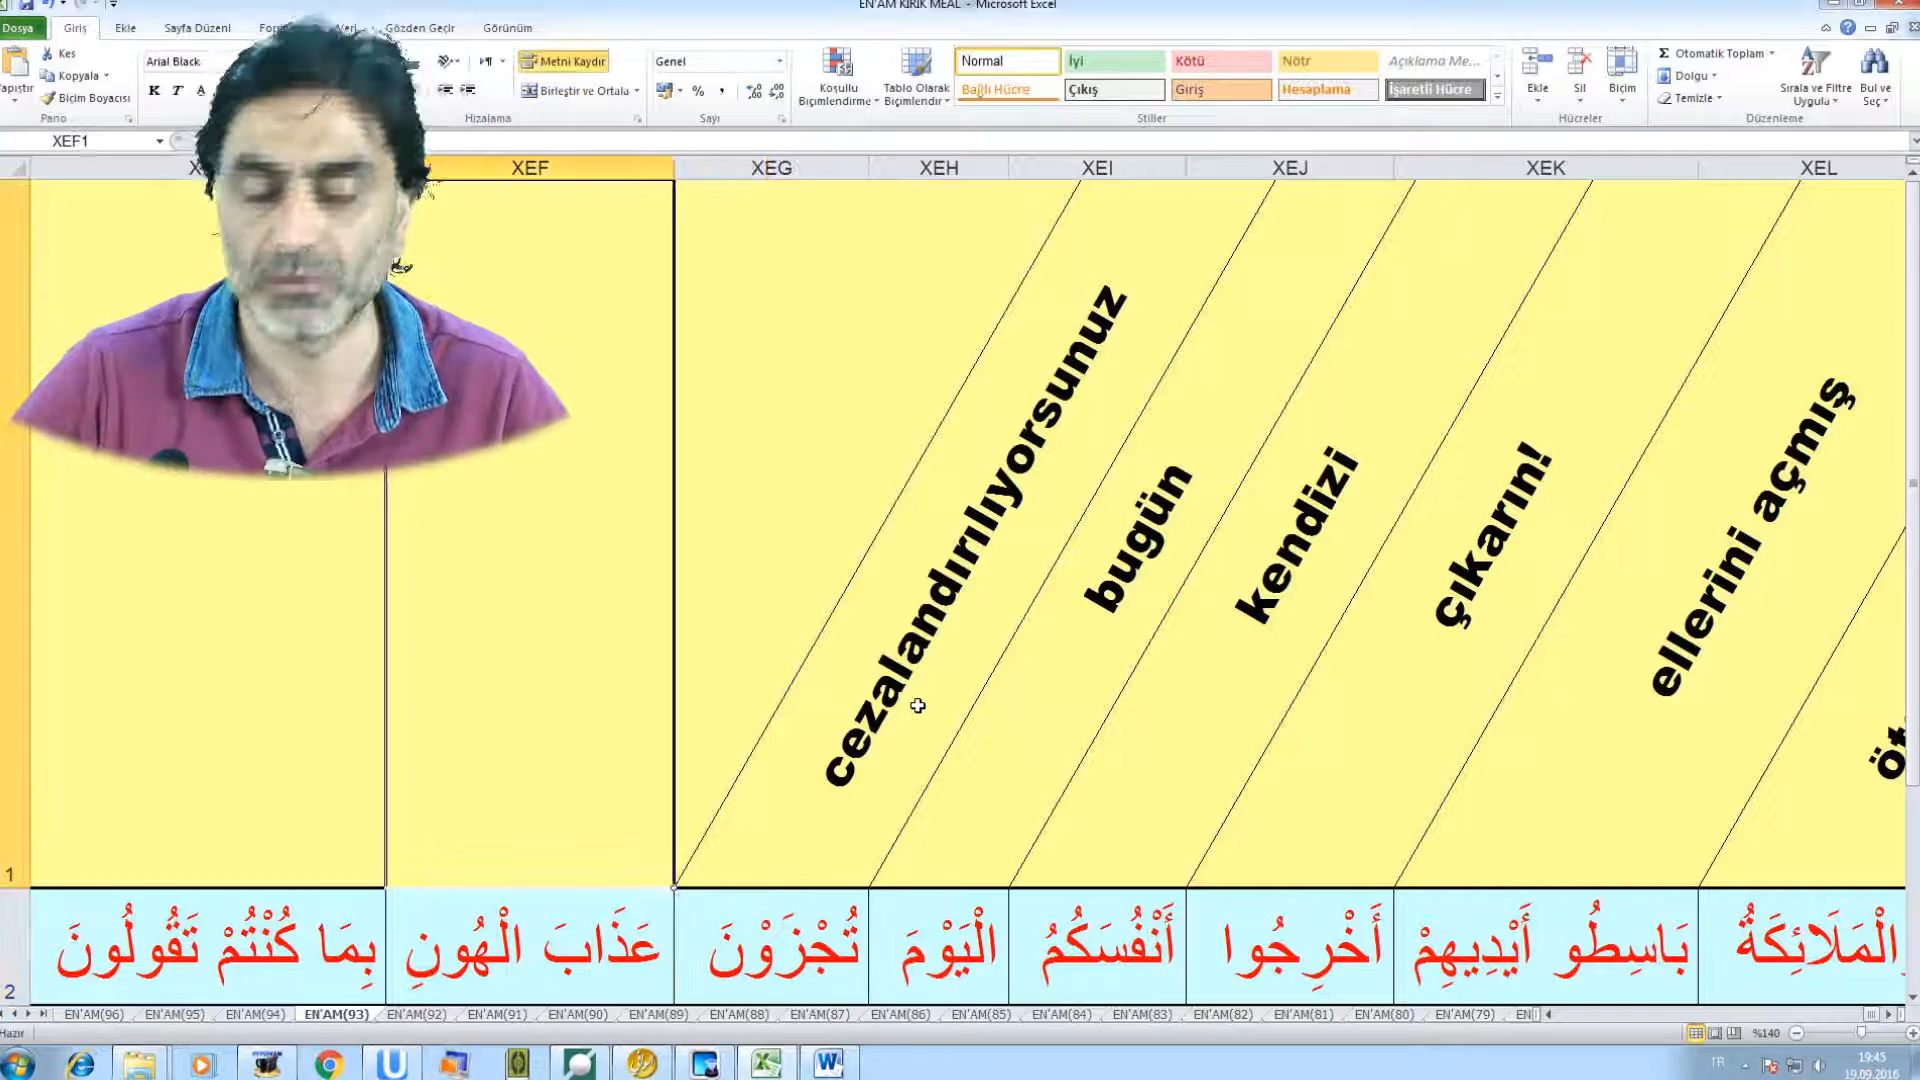 EN'AM KIRIK MEAL - Microsoft Excel
Dosya Giriş Ekle Sayfa Düzeni Veri Gözden Geçir Görünüm
Kes
Kopyala
Biçim Boyacısı
Pano
Arial Black
K T A
Metni Kaydır
Birleştir ve Ortala
Hizalama
Genel
Sayı
Koşullu Biçimlendirme
Tablo Olarak Biçimlendir
Normal İyi Kötü Nötr Açıklama Me...
Bağlı Hücre Çıkış Giriş Hesaplama İşaretli Hücre
Stiller
Ekle Sil Biçim
Hücreler
Otomatik Toplam
Dolgu
Temizle
Sırala ve Filtre Uygula
Bul ve Seç
Düzenleme
XEF1
XEF XEG XEH XEI XEJ XEK XEL
1
cezalandırılıyorsunuz
bugün
kendizi
çıkarın!
ellerini açmış
2
الْمَلَائِكَةُ بَاسِطُو أَيْدِيهِمْ أَخْرِجُوا أَنْفُسَكُمُ الْيَوْمَ تُجْزَوْنَ عَذَابَ الْهُونِ بِمَا كُنْتُمْ تَقُولُونَ
EN'AM(96) EN'AM(95) EN'AM(94) EN'AM(93) EN'AM(92) EN'AM(91) EN'AM(90) EN'AM(89) EN'AM(88) EN'AM(87) EN'AM(86) EN'AM(85) EN'AM(84) EN'AM(83) EN'AM(82) EN'AM(81) EN'AM(80) EN'AM(79)
Hazır
%140
TR
19:45
19.09.2016